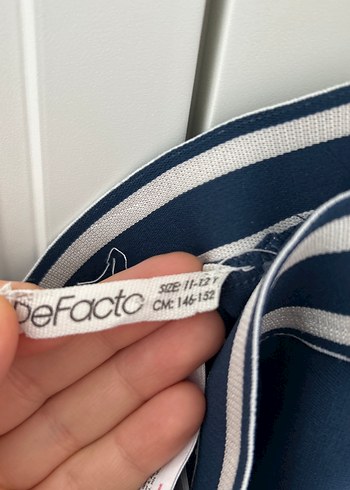 DeFacto
SIZE: 11-12 Y
CM: 146-152